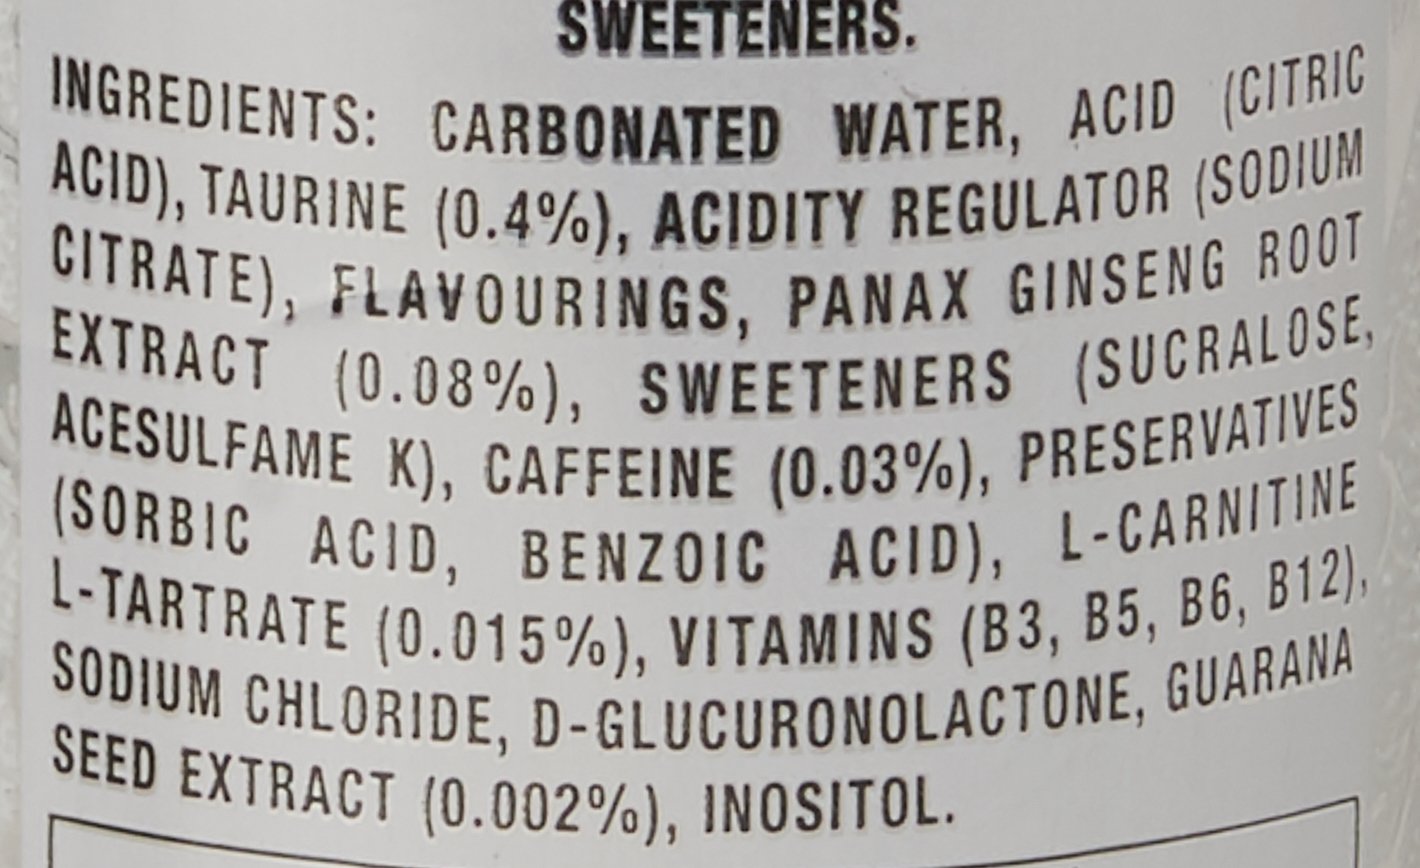 SWEETENERS.
INGREDIENTS: CARBONATED WATER, ACID (CITRIC
ACID), TAURINE (0.4%), ACIDITY REGULATOR (SODIUM
CITRATE), FLAVOURINGS, PANAX GINSENG ROOT
EXTRACT (0.08%), SWEETENERS (SUCRALOSE,
ACESULFAME K), CAFFEINE (0.03%), PRESERVATIVES
(SORBIC ACID, BENZOIC ACID), L-CARNITINE
L-TARTRATE (0.015%), VITAMINS (B3, B5, B6, B12),
SODIUM CHLORIDE, D-GLUCURONOLACTONE, GUARANA
SEED EXTRACT (0.002%), INOSITOL.